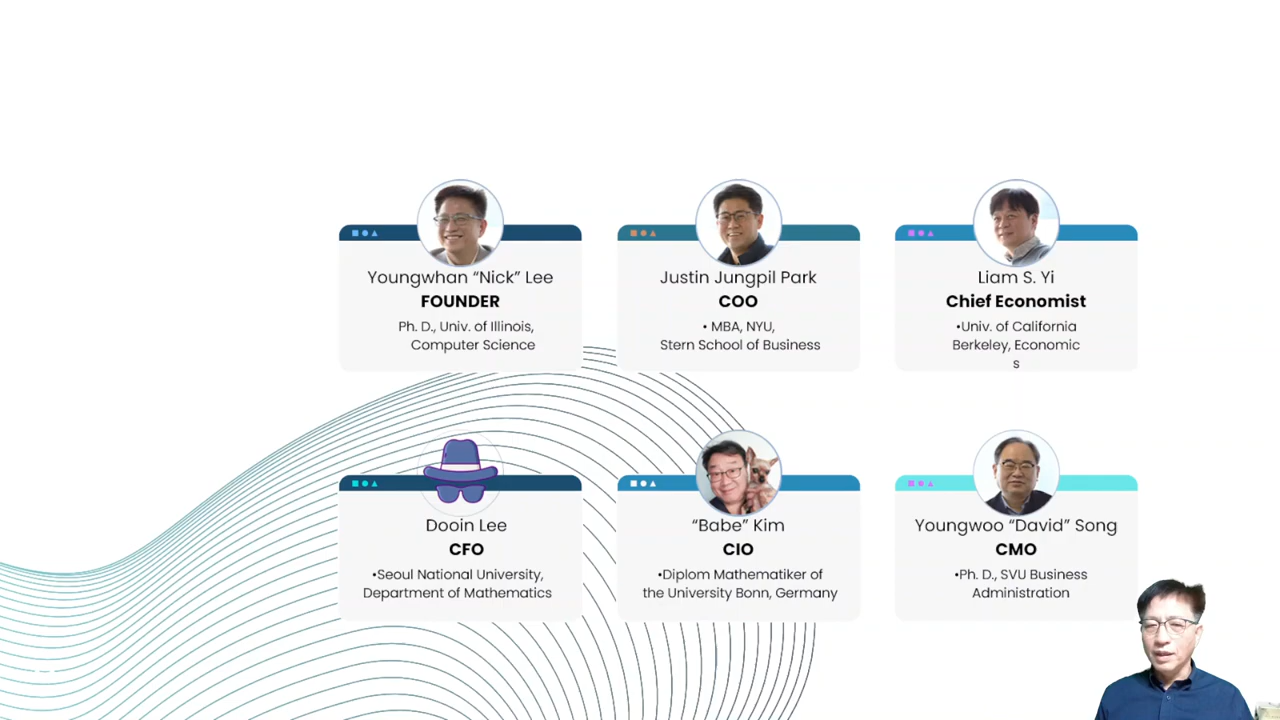 Youngwhan “Nick” Lee
FOUNDER
Ph. D., Univ. of Illinois,
Computer Science
Justin Jungpil Park
COO
• MBA, NYU,
Stern School of Business
Liam S. Yi
Chief Economist
•Univ. of California
Berkeley, Economic
s
Dooin Lee
CFO
•Seoul National University,
Department of Mathematics
“Babe” Kim
CIO
•Diplom Mathematiker of
the University Bonn, Germany
Youngwoo “David” Song
CMO
•Ph. D., SVU Business
Administration